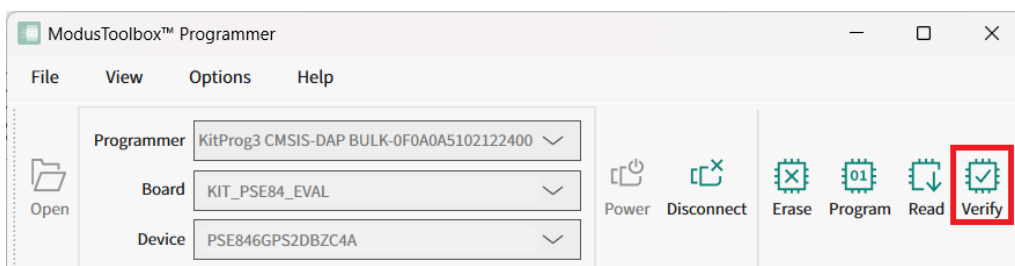 ModusToolbox™ Programmer
File View Options Help
Programmer KitProg3 CMSIS-DAP BULK-0F0A0A5102122400
Board KIT_PSE84_EVAL
Device PSE846GPS2DBZC4A
Open Power Disconnect Erase 01 Program Read Verify